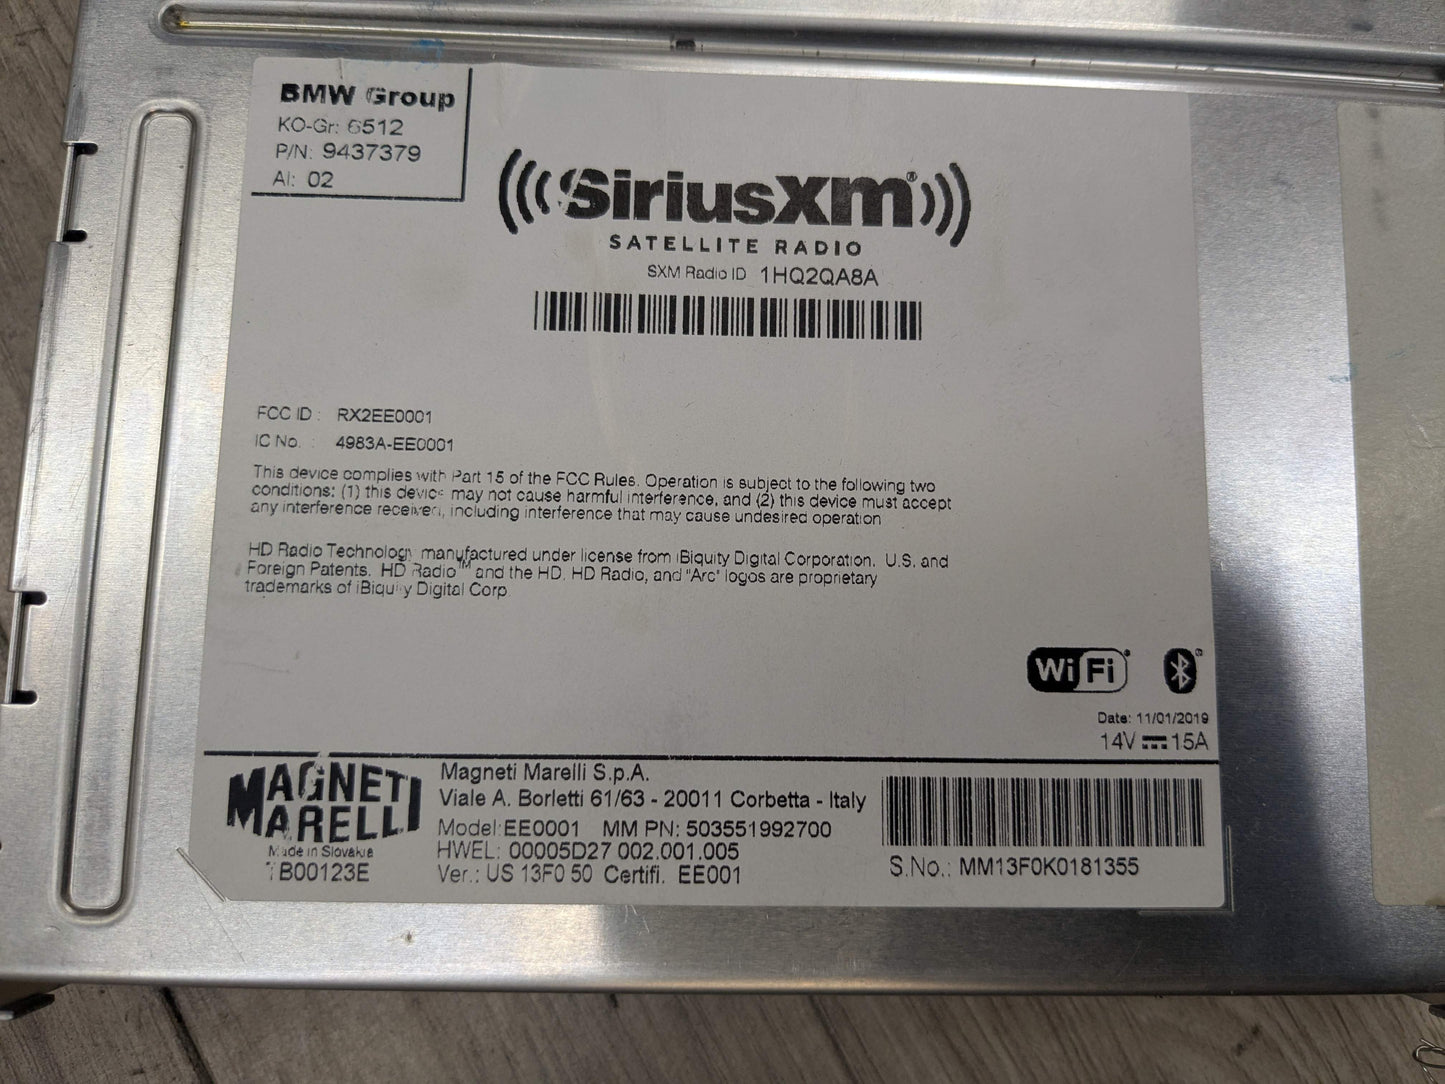 BMW Group
KO-Gr: 6512
P/N: 9437379
AI: 02
SiriusXM®
SATELLITE RADIO
SXM Radio ID 1HQ2QA8A
FCC ID : RX2EE0001
IC No. : 4983A-EE0001
This device complies with Part 15 of the FCC Rules. Operation is subject to the following two
conditions: (1) this device may not cause harmful interference, and (2) this device must accept
any interference received, including interference that may cause undesired operation
HD Radio Technology manufactured under license from iBiquity Digital Corporation. U.S. and
Foreign Patents. HD Radio™ and the HD, HD Radio, and "Arc" logos are proprietary
trademarks of iBiquity Digital Corp
WiFi
Date: 11/01/2019
14V 15A
MAGNETI
MARELLI
Made in Slovakia
1B00123E
Magneti Marelli S.p.A.
Viale A. Borletti 61/63 - 20011 Corbetta - Italy
Model: EE0001 MM PN: 503551992700
HWEL: 00005D27 002.001.005
Ver.: US 13F0 50 Certifi. EE001
S.No.: MM13F0K0181355